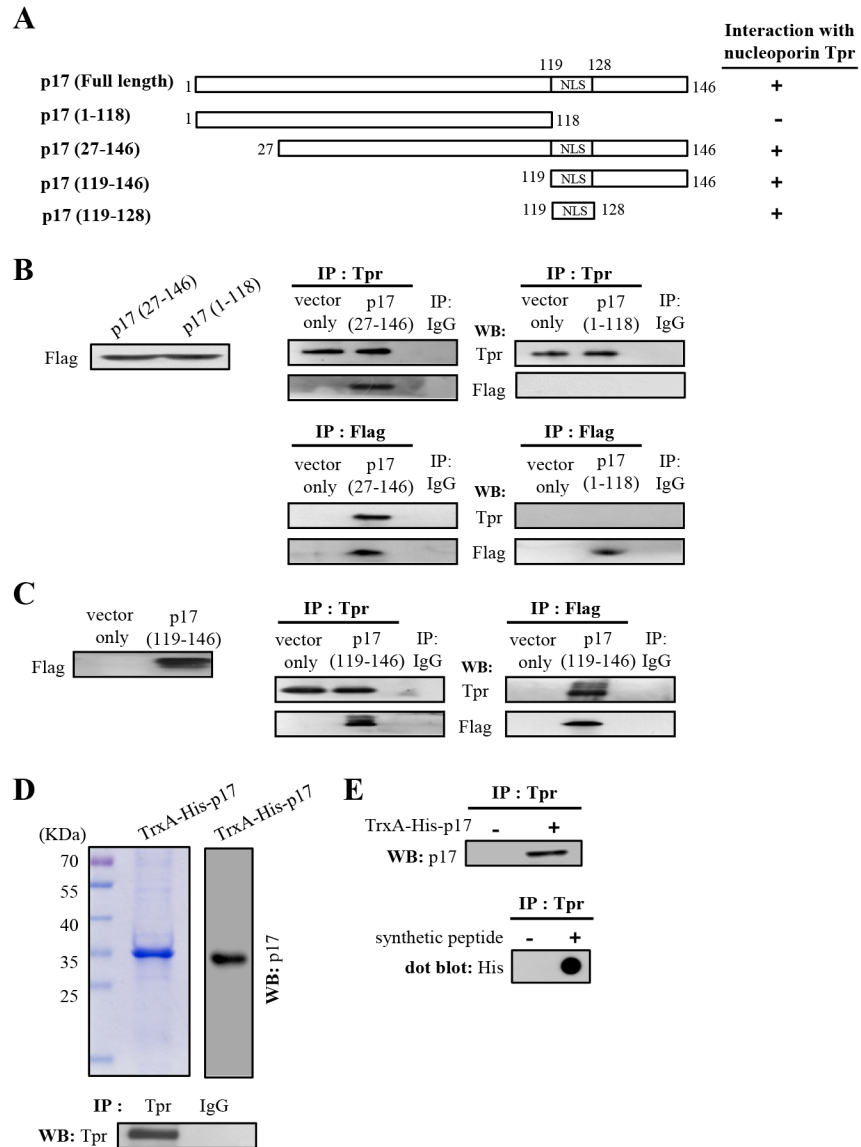 A
Interaction with
nucleoporin Tpr
119 128
p17 (Full length) 1 NLS 146 +
p17 (1-118) 1 118 -
p17 (27-146) 27 NLS 146 +
p17 (119-146) 119 NLS 146 +
p17 (119-128) 119 NLS 128 +
B
p17 (27-146) p17 (1-118)
Flag
IP : Tpr
vector only p17 (27-146) IP: IgG
IP : Tpr
vector only p17 (1-118) IP: IgG
WB:
Tpr
Flag
IP : Flag
vector only p17 (27-146) IP: IgG
IP : Flag
vector only p17 (1-118) IP: IgG
WB:
Tpr
Flag
C
vector only p17 (119-146)
Flag
IP : Tpr
vector only p17 (119-146) IP: IgG
IP : Flag
vector only p17 (119-146) IP: IgG
WB:
Tpr
Flag
D
TrxA-His-p17 TrxA-His-p17
(KDa)
70
55
40
35
25
WB: p17
IP : Tpr IgG
WB: Tpr
E
IP : Tpr
TrxA-His-p17 - +
WB: p17
IP : Tpr
synthetic peptide - +
dot blot: His